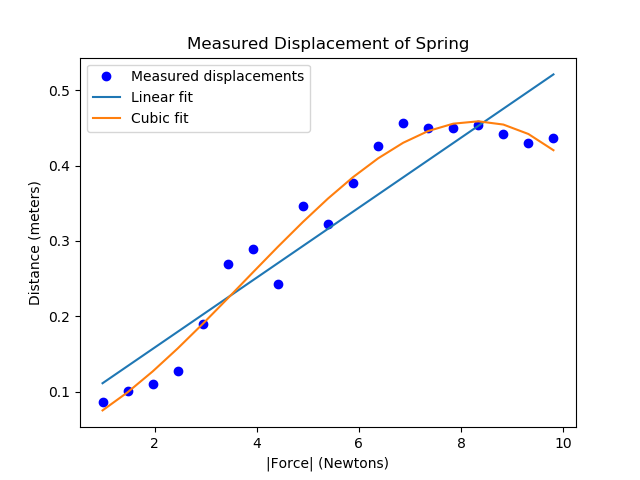 Measured Displacement of Spring
Measured displacements
Linear fit
Cubic fit
0.5
0.4
0.3
0.2
0.1
Distance (meters)
2 4 6 8 10
|Force| (Newtons)